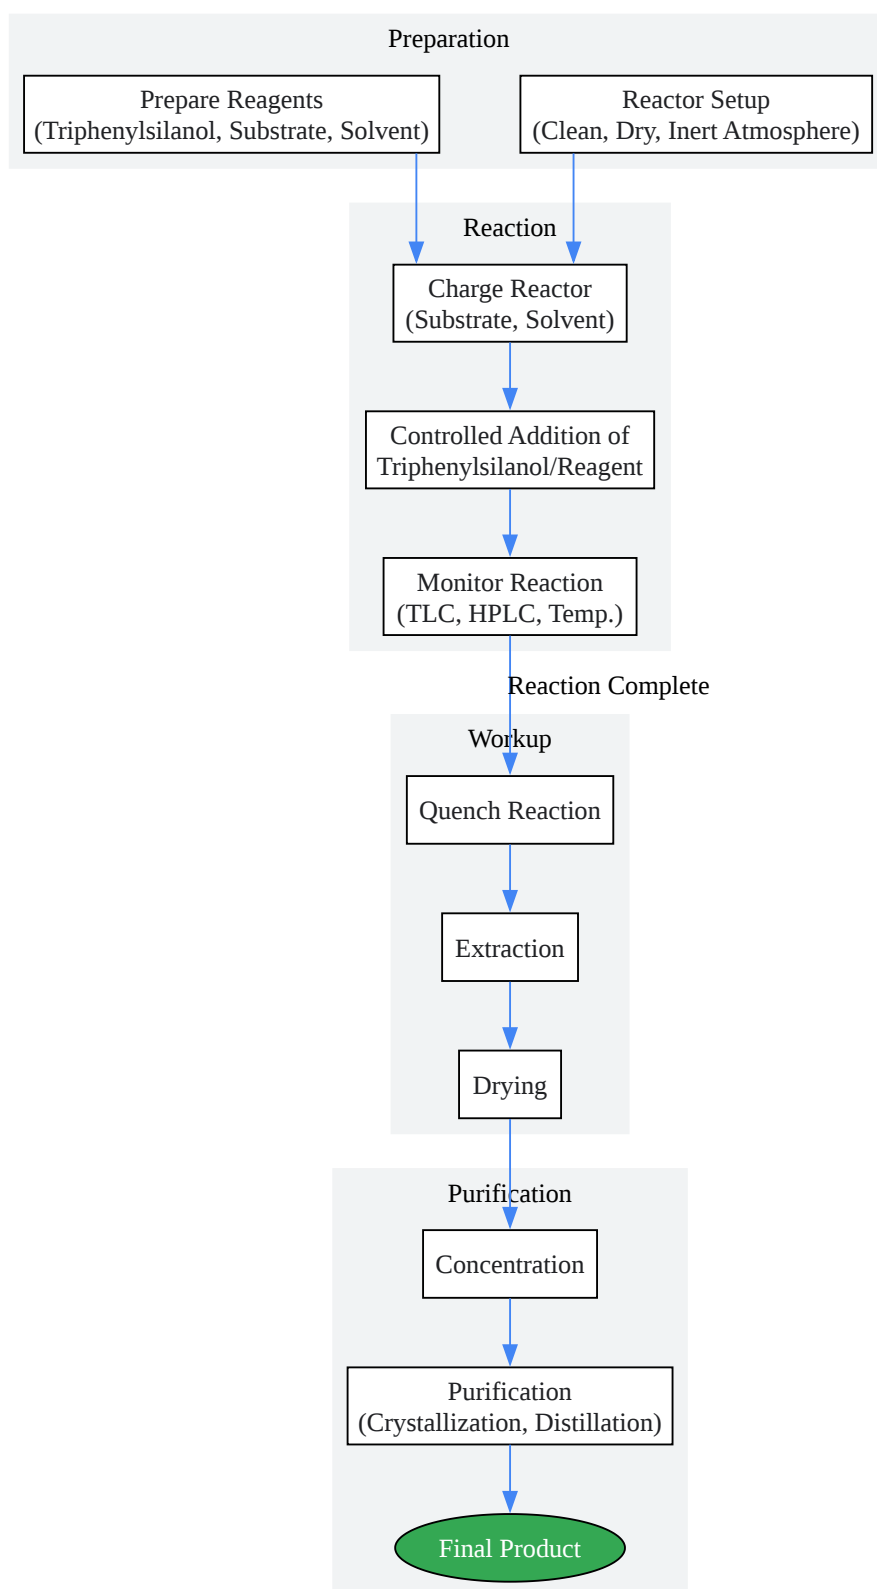 Preparation
Prepare Reagents
(Triphenylsilanol, Substrate, Solvent)
Reactor Setup
(Clean, Dry, Inert Atmosphere)
Reaction
Charge Reactor
(Substrate, Solvent)
Controlled Addition of
Triphenylsilanol/Reagent
Monitor Reaction
(TLC, HPLC, Temp.)
Reaction Complete
Workup
Quench Reaction
Extraction
Drying
Purification
Concentration
Purification
(Crystallization, Distillation)
Final Product